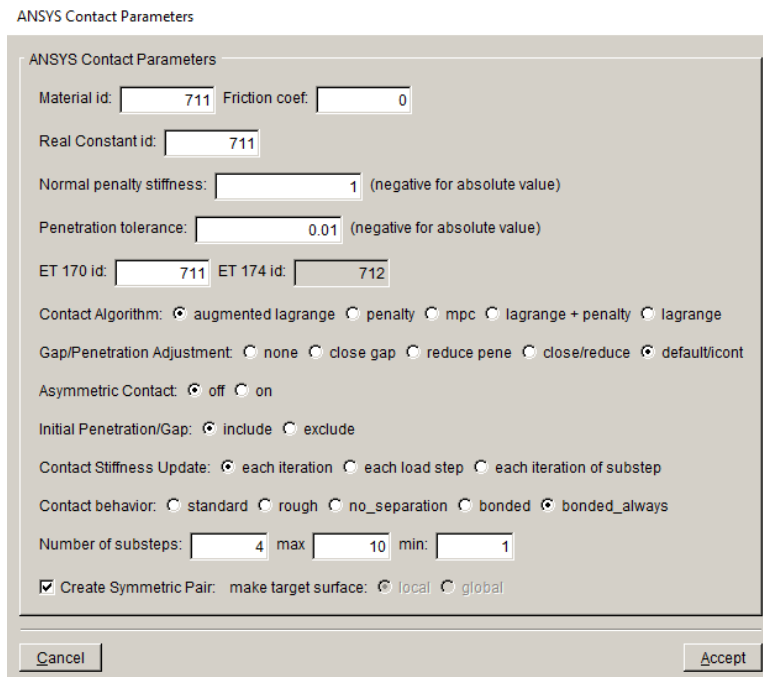 ANSYS Contact Parameters
ANSYS Contact Parameters
Material id: 711 Friction coef: 0
Real Constant id: 711
Normal penalty stiffness: 1 (negative for absolute value)
Penetration tolerance: 0.01 (negative for absolute value)
ET 170 id: 711 ET 174 id: 712
Contact Algorithm: augmented lagrange penalty mpc lagrange + penalty lagrange
Gap/Penetration Adjustment: none close gap reduce pene close/reduce default/icont
Asymmetric Contact: off on
Initial Penetration/Gap: include exclude
Contact Stiffness Update: each iteration each load step each iteration of substep
Contact behavior: standard rough no_separation bonded bonded_always
Number of substeps: 4 max 10 min: 1
Create Symmetric Pair: make target surface: local global
Cancel Accept